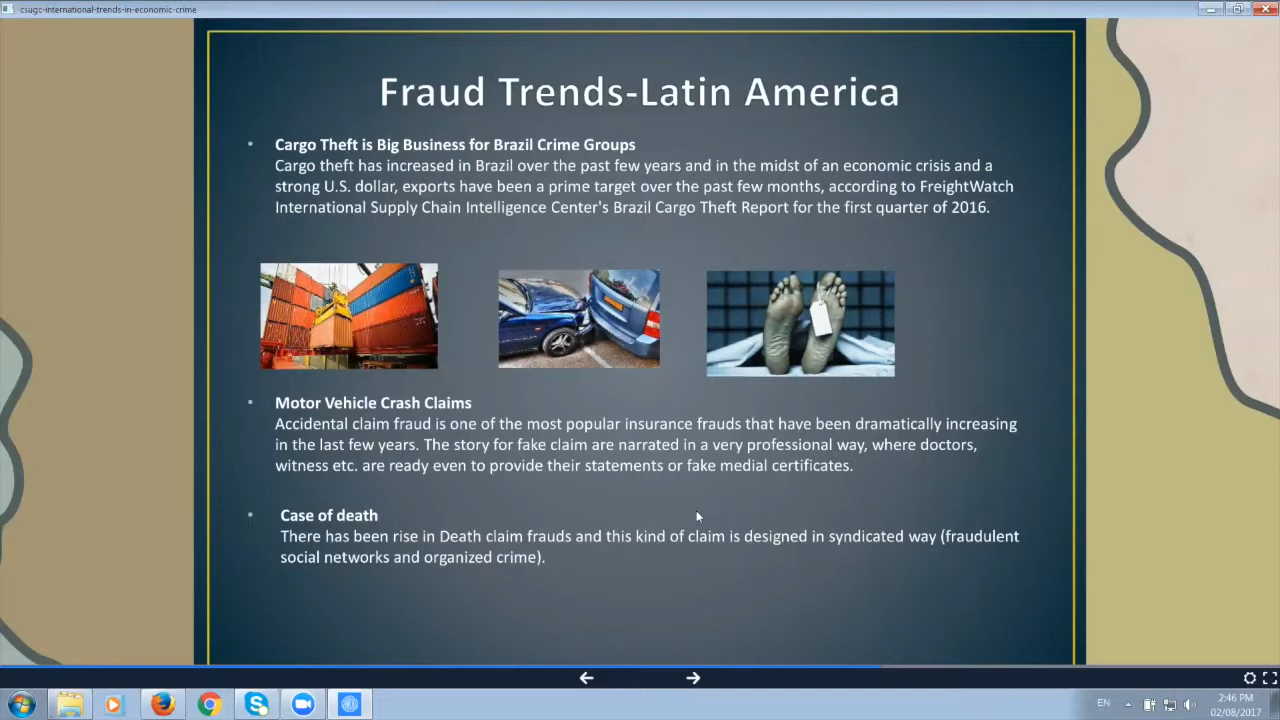 csugc-international-trends-in-economic-crime
Fraud Trends-Latin America
• Cargo Theft is Big Business for Brazil Crime Groups
Cargo theft has increased in Brazil over the past few years and in the midst of an economic crisis and a
strong U.S. dollar, exports have been a prime target over the past few months, according to FreightWatch
International Supply Chain Intelligence Center's Brazil Cargo Theft Report for the first quarter of 2016.
• Motor Vehicle Crash Claims
Accidental claim fraud is one of the most popular insurance frauds that have been dramatically increasing
in the last few years. The story for fake claim are narrated in a very professional way, where doctors,
witness etc. are ready even to provide their statements or fake medial certificates.
• Case of death
There has been rise in Death claim frauds and this kind of claim is designed in syndicated way (fraudulent
social networks and organized crime).
EN
2:46 PM
02/08/2017